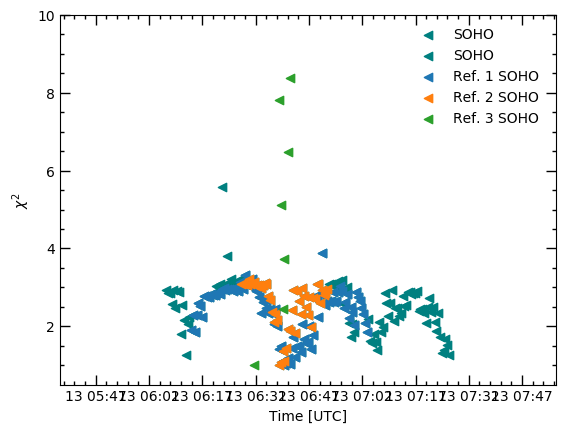 10
8
6
4
2
χ²
SOHO
SOHO
Ref. 1 SOHO
Ref. 2 SOHO
Ref. 3 SOHO
13 05:47 13 06:02 13 06:17 13 06:32 13 06:47 13 07:02 13 07:17 13 07:32 13 07:47
Time [UTC]